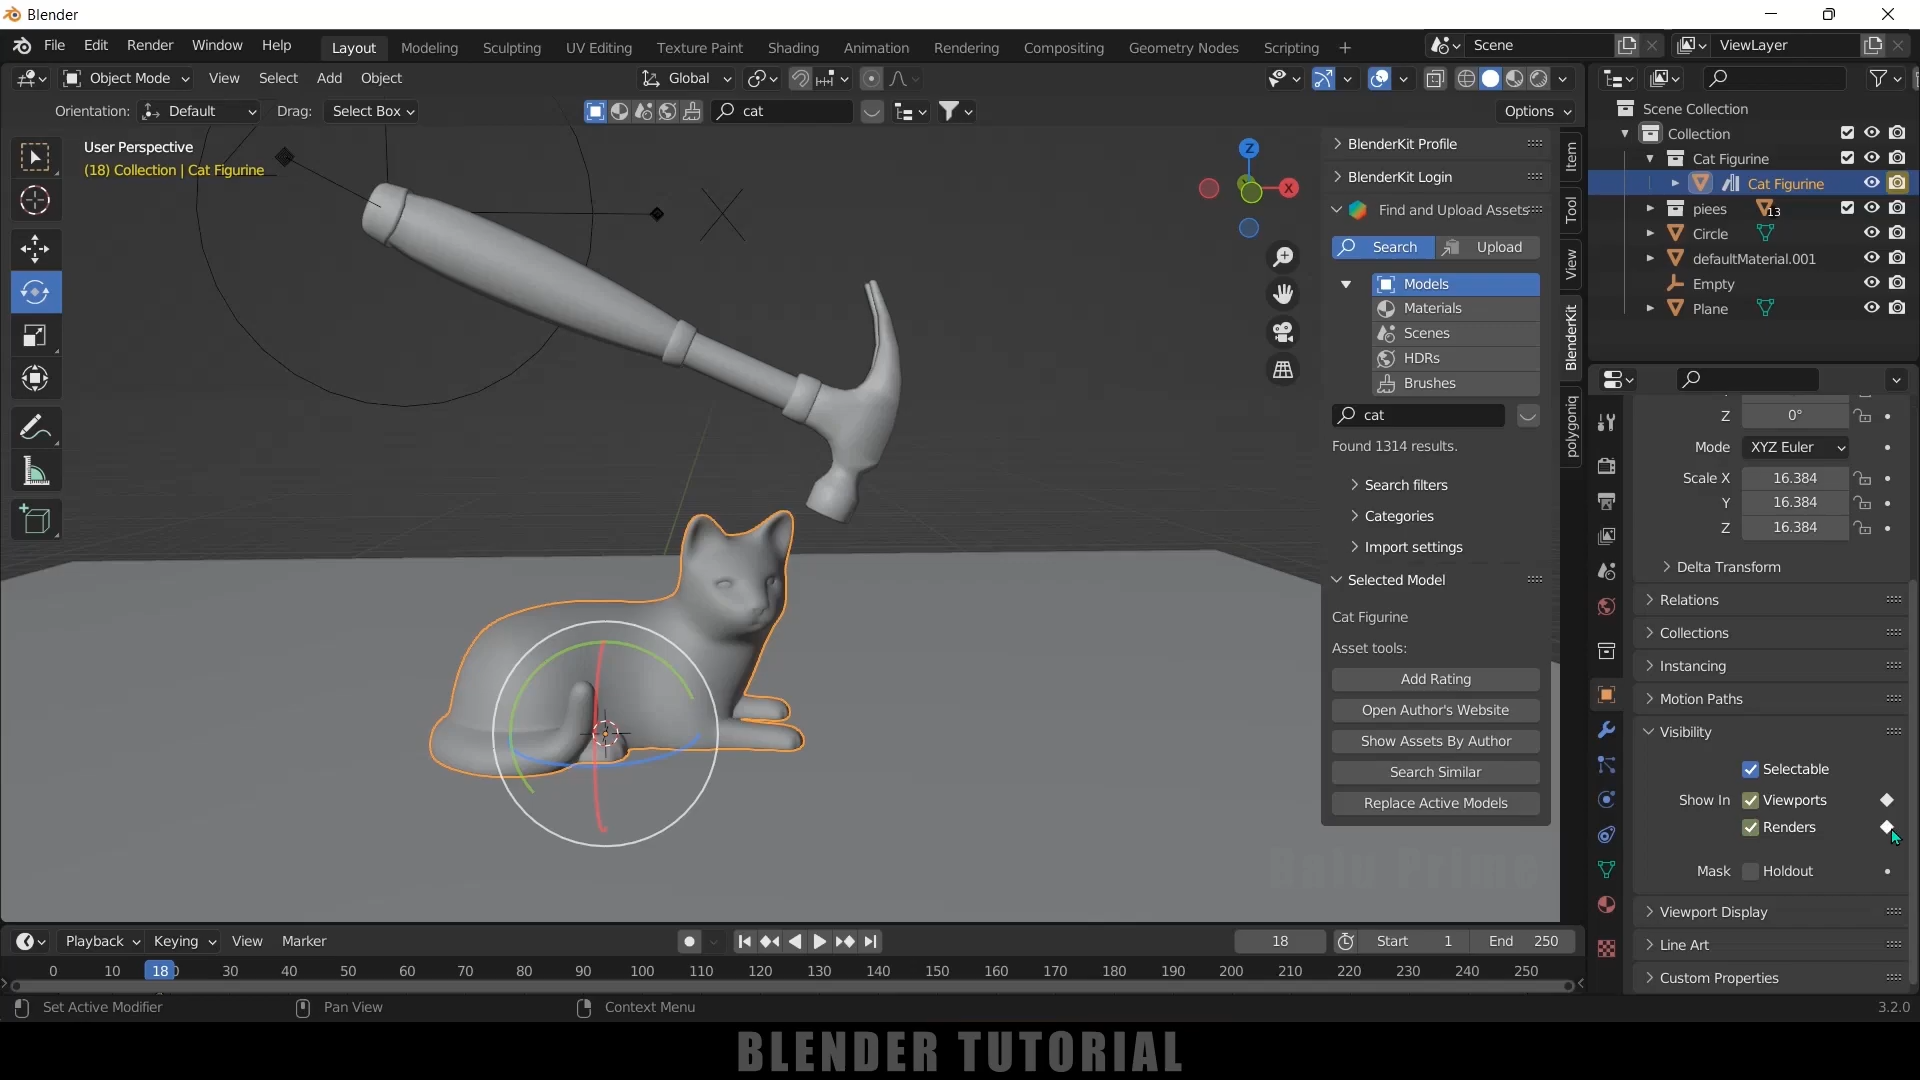 Blender
File Edit Render Window Help Layout Modeling Sculpting UV Editing Texture Paint Shading Animation Rendering Compositing Geometry Nodes Scripting + Scene ViewLayer
Object Mode View Select Add Object Global
Orientation: Default Drag: Select Box cat Options
User Perspective
(18) Collection | Cat Figurine
Z
X
BlenderKit Profile
BlenderKit Login
Find and Upload Assets
Search Upload
Models
Materials
Scenes
HDRs
Brushes
cat
Found 1314 results.
Search filters
Categories
Import settings
Selected Model
Cat Figurine
Asset tools:
Add Rating
Open Author's Website
Show Assets By Author
Search Similar
Replace Active Models
Item
Tool
View
BlenderKit
polygoniq
Scene Collection
Collection
Cat Figurine
Cat Figurine
piees 13
Circle
defaultMaterial.001
Empty
Plane
Z 0°
Mode XYZ Euler
Scale X 16.384
Y 16.384
Z 16.384
Delta Transform
Relations
Collections
Instancing
Motion Paths
Visibility
Selectable
Show In Viewports
Renders
Mask Holdout
Viewport Display
Line Art
Custom Properties
Balu Prime
Playback Keying View Marker 18 Start 1 End 250
0 10 18 30 40 50 60 70 80 90 100 110 120 130 140 150 160 170 180 190 200 210 220 230 240 250
Set Active Modifier Pan View Context Menu 3.2.0
BLENDER TUTORIAL